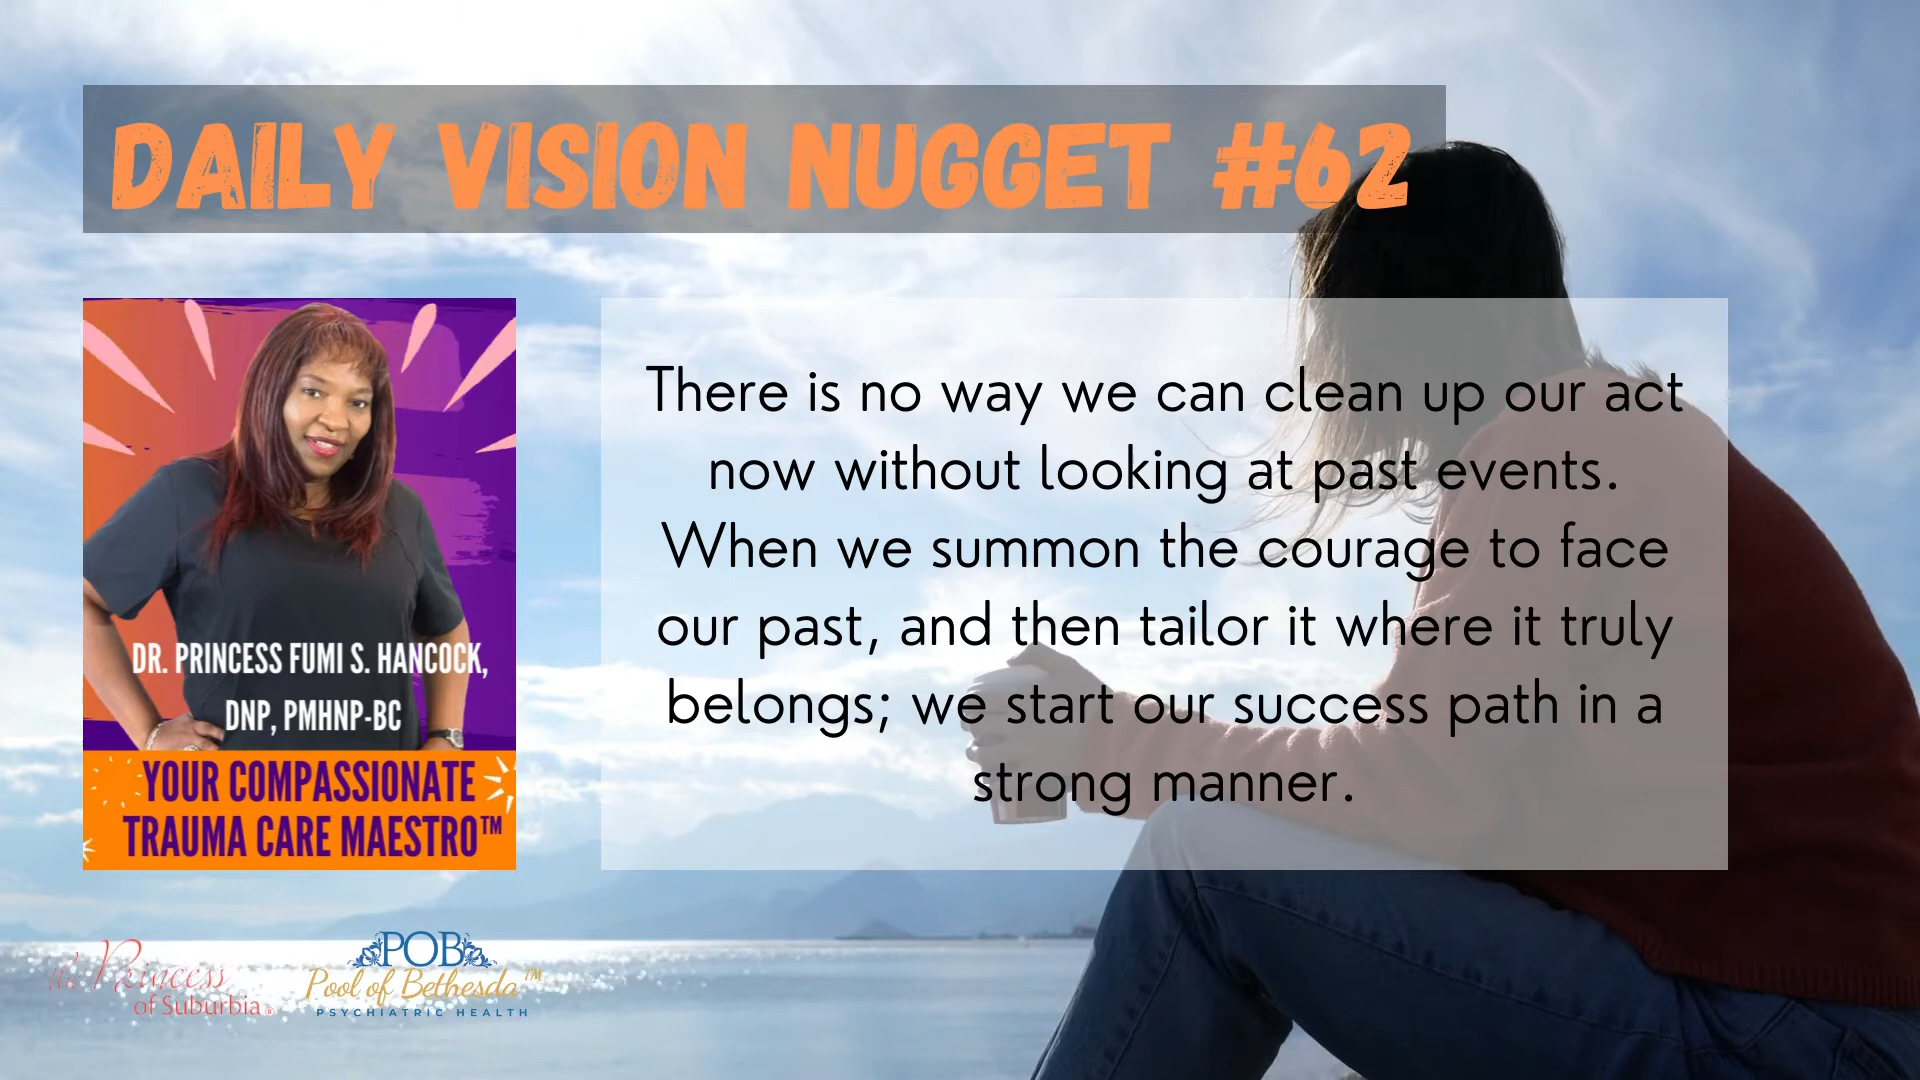 DAILY VISION NUGGET #62
DR. PRINCESS FUMI S. HANCOCK,
DNP, PMHNP-BC
YOUR COMPASSIONATE
TRAUMA CARE MAESTRO™
There is no way we can clean up our act
now without looking at past events.
When we summon the courage to face
our past, and then tailor it where it truly
belongs; we start our success path in a
strong manner.
Princess
of Suburbia®
POB
Pool of Bethesda™
PSYCHIATRIC HEALTH